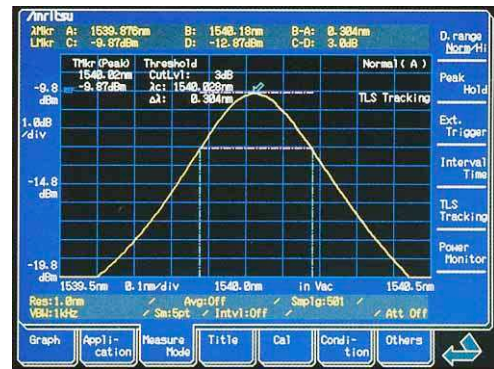 Anritsu
λMkr A: 1539.876nm B: 1540.18nm B-A: 0.304nm
LMkr C: -9.87dBm D: -12.87dBm C-D: 3.0dB
D.range
Norm/Hi
TMkr(Peak) Threshold Normal(A)
1540.02nm CutLvl: 3dB
-9.87dBm λc: 1540.028nm
Δλ: 0.304nm
TLS Tracking
Peak
Hold
-9.8
dBm
Ext.
Trigger
1.0dB
/div
Interval
Time
-14.8
dBm
TLS
Tracking
Power
Monitor
-19.8
dBm
1539.5nm 0.1nm/div 1540.0nm in Vac 1540.5nm
Res:1.0nm / Avg:Off / Smplg:501 /
VBW:1kHz / Sm:5pt / Intvl:Off / / Att Off
Graph Appli-cation Measure Mode Title Cal Condi-tion Others